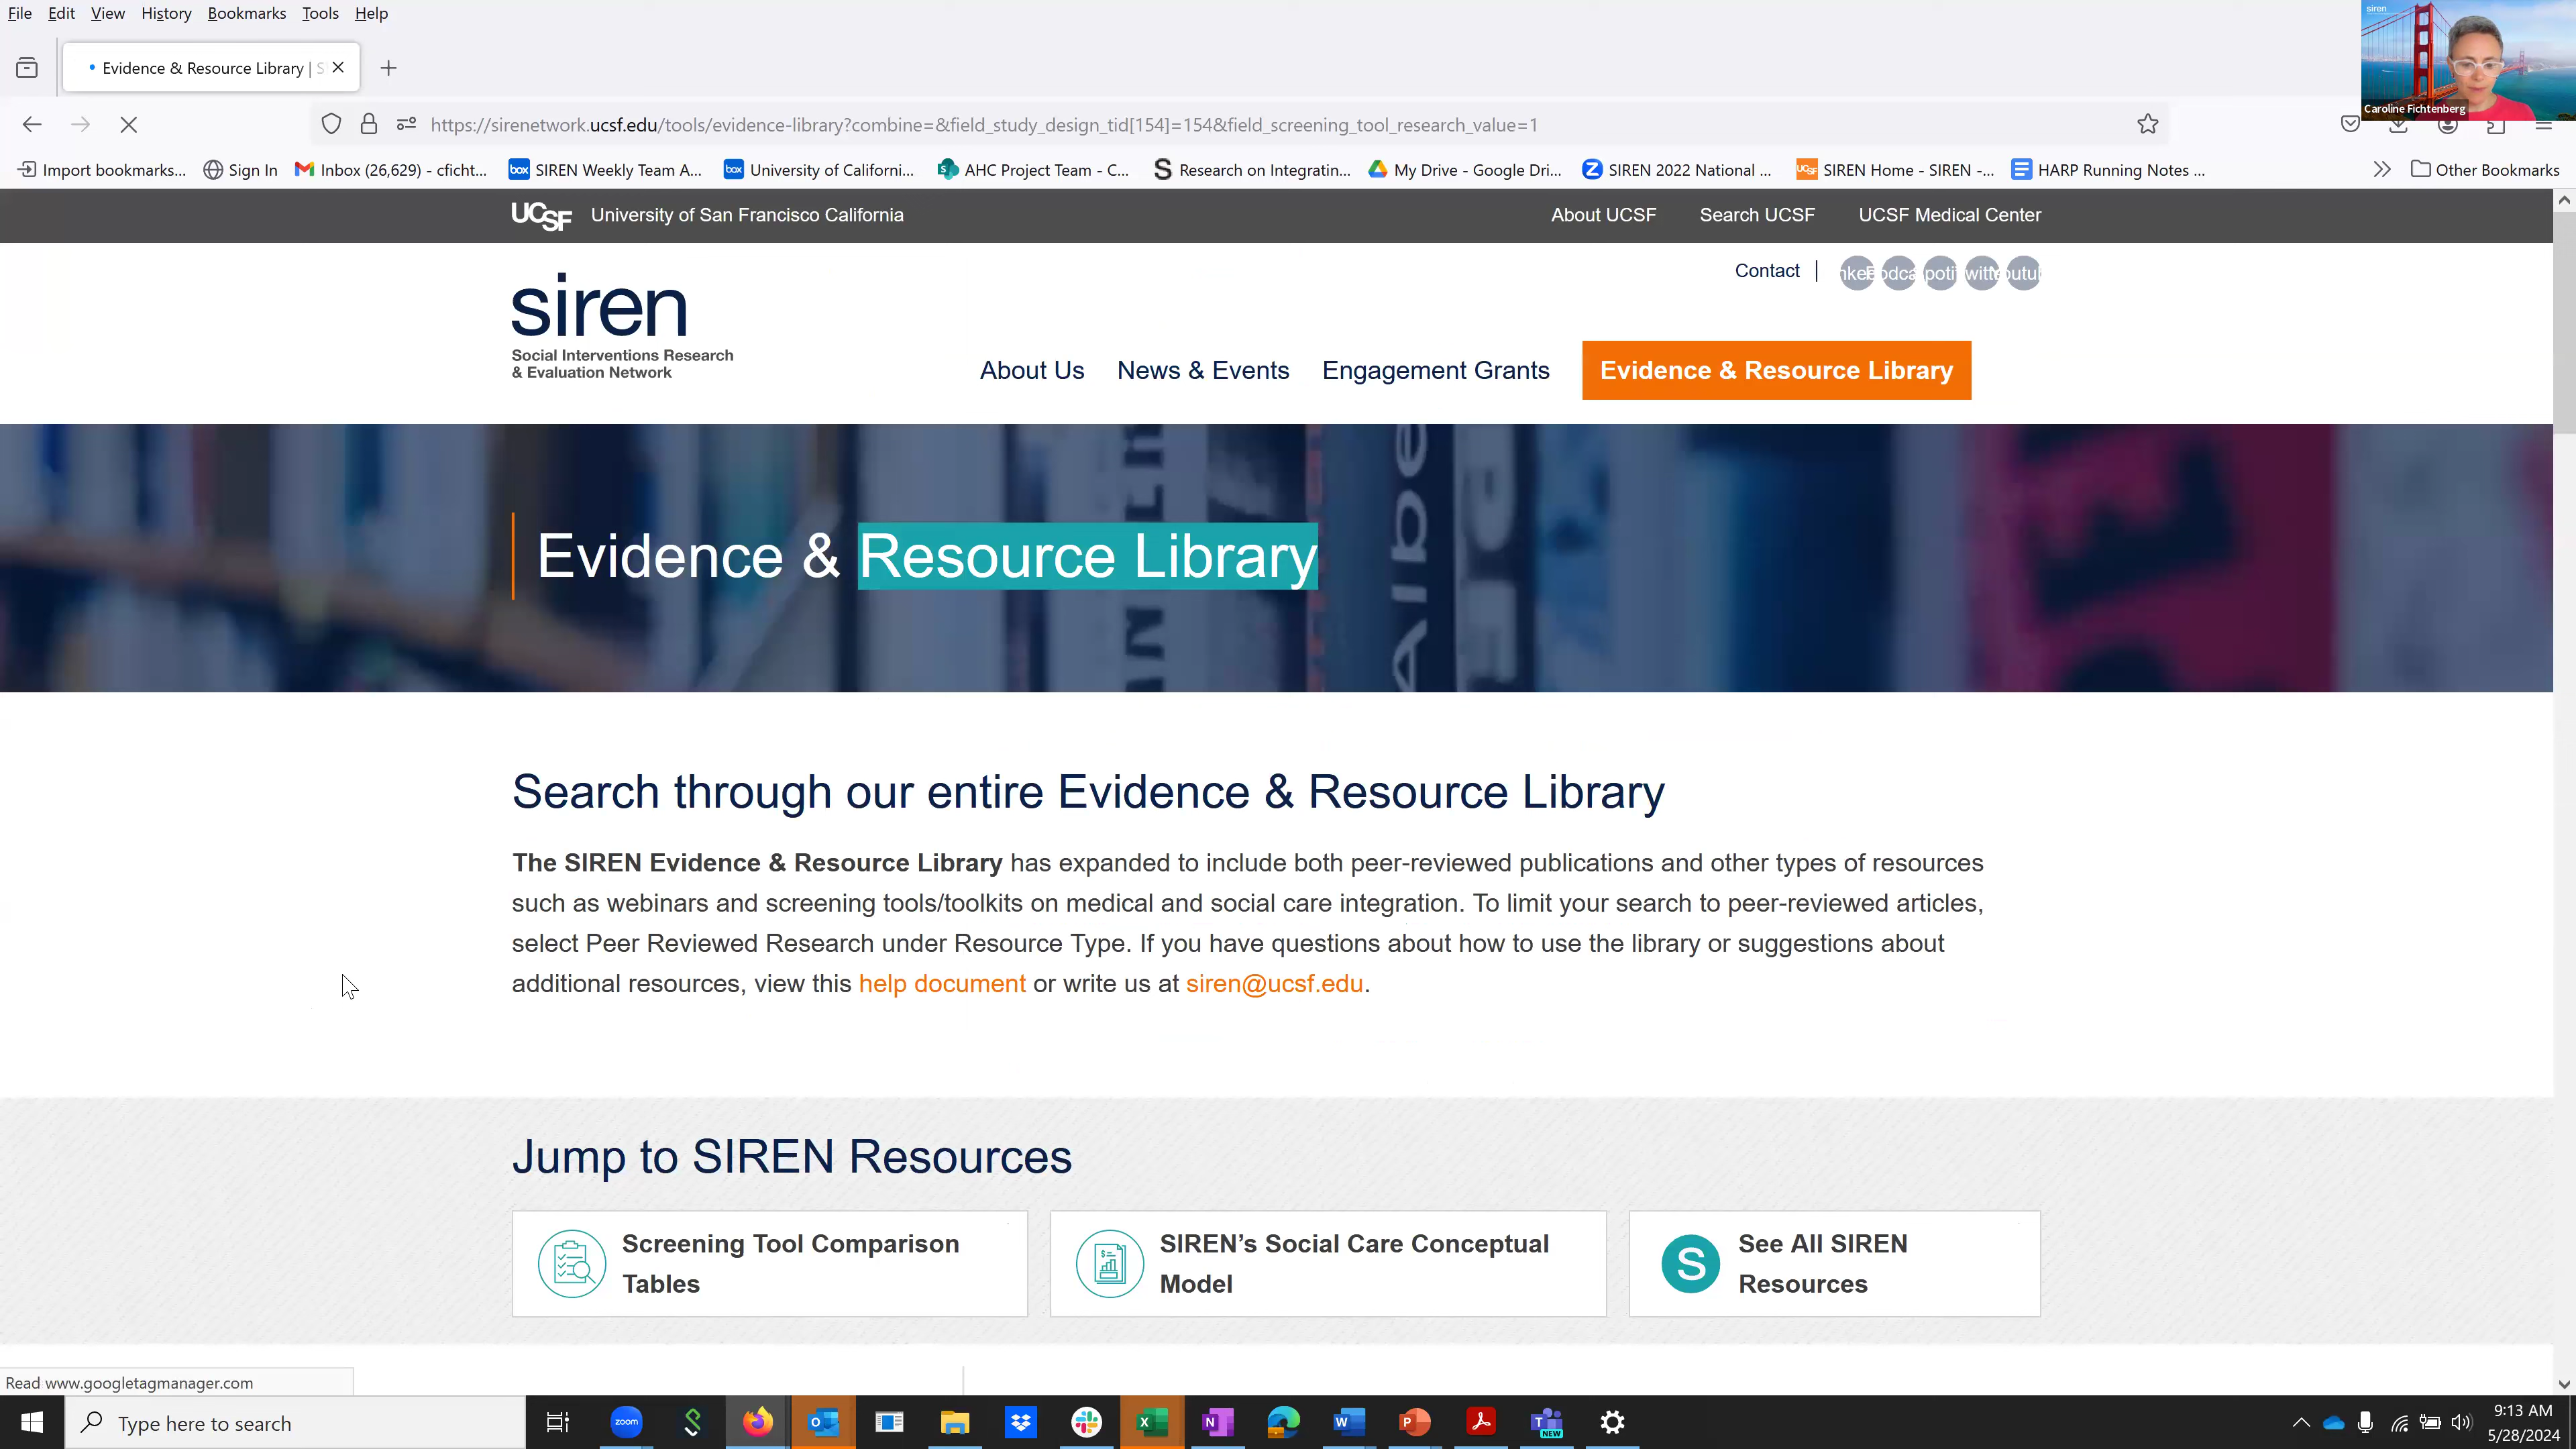 File Edit View History Bookmarks Tools Help
siren
Caroline Fichtenberg
Evidence & Resource Library | S
https://sirenetwork.ucsf.edu/tools/evidence-library?combine=&field_study_design_tid[154]=154&field_screening_tool_research_value=1
Import bookmarks... Sign In Inbox (26,629) - cficht... SIREN Weekly Team A... University of Californi... AHC Project Team - C... Research on Integratin... My Drive - Google Dri... SIREN 2022 National ... SIREN Home - SIREN -... HARP Running Notes ... Other Bookmarks
UCSF University of San Francisco California About UCSF Search UCSF UCSF Medical Center
Contact
siren
Social Interventions Research
& Evaluation Network
About Us News & Events Engagement Grants Evidence & Resource Library
Evidence & Resource Library
Search through our entire Evidence & Resource Library
The SIREN Evidence & Resource Library has expanded to include both peer-reviewed publications and other types of resources
such as webinars and screening tools/toolkits on medical and social care integration. To limit your search to peer-reviewed articles,
select Peer Reviewed Research under Resource Type. If you have questions about how to use the library or suggestions about
additional resources, view this help document or write us at siren@ucsf.edu.
Jump to SIREN Resources
Screening Tool Comparison
Tables
SIREN’s Social Care Conceptual
Model
See All SIREN
Resources
Read www.googletagmanager.com
Type here to search
zoom
NEW
9:13 AM
5/28/2024